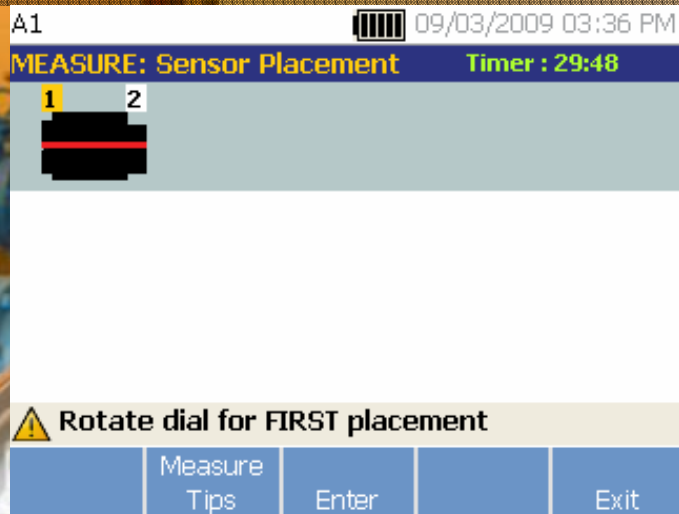 A1 09/03/2009 03:36 PM
MEASURE: Sensor Placement Timer : 29:48
1 2
Rotate dial for FIRST placement
Measure
Tips Enter Exit